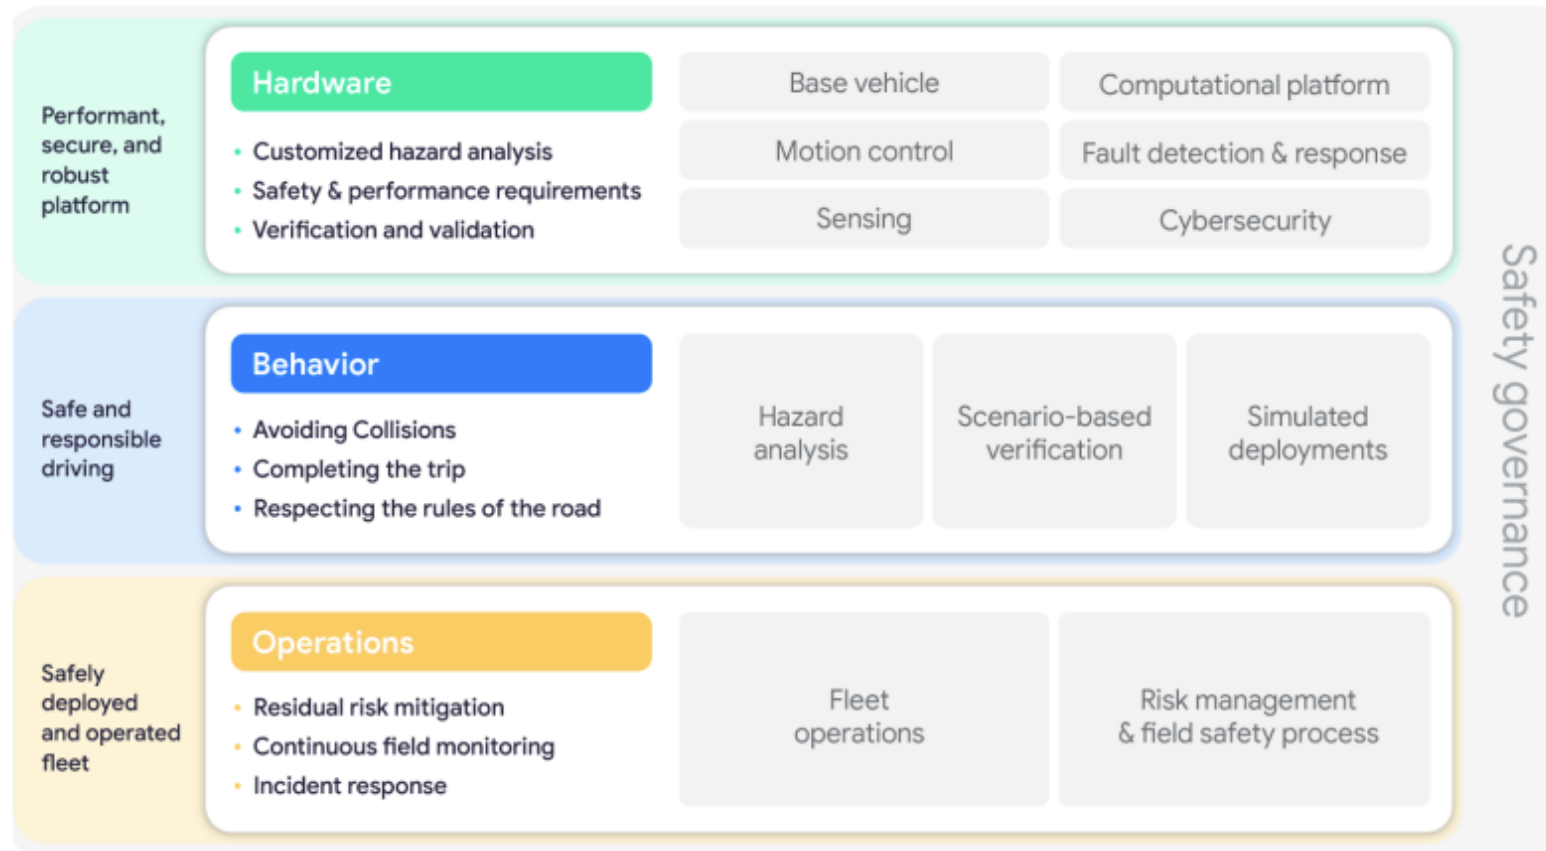 Performant,
secure, and
robust
platform
Hardware
• Customized hazard analysis
• Safety & performance requirements
• Verification and validation
Base vehicle
Computational platform
Motion control
Fault detection & response
Sensing
Cybersecurity
Safe and
responsible
driving
Behavior
• Avoiding Collisions
• Completing the trip
• Respecting the rules of the road
Hazard
analysis
Scenario-based
verification
Simulated
deployments
Safely
deployed
and operated
fleet
Operations
• Residual risk mitigation
• Continuous field monitoring
• Incident response
Fleet
operations
Risk management
& field safety process
Safety governance